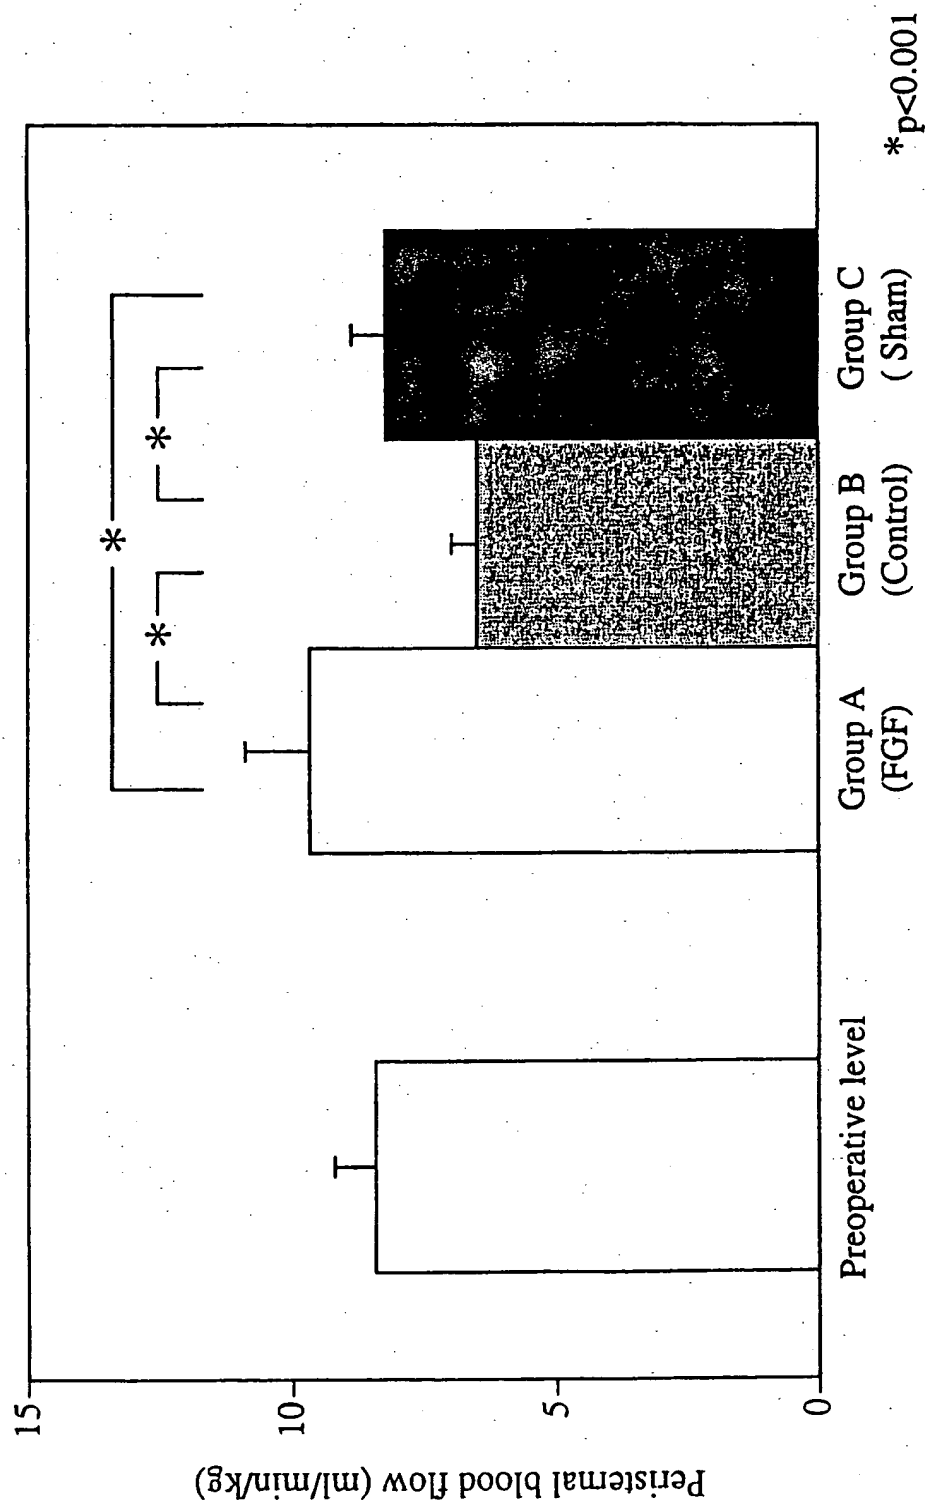 Peristernal blood flow (ml/min/kg)
15
10
5
0
*
*
*
Preoperative level
Group A
(FGF)
Group B
(Control)
Group C
( Sham)
*p<0.001